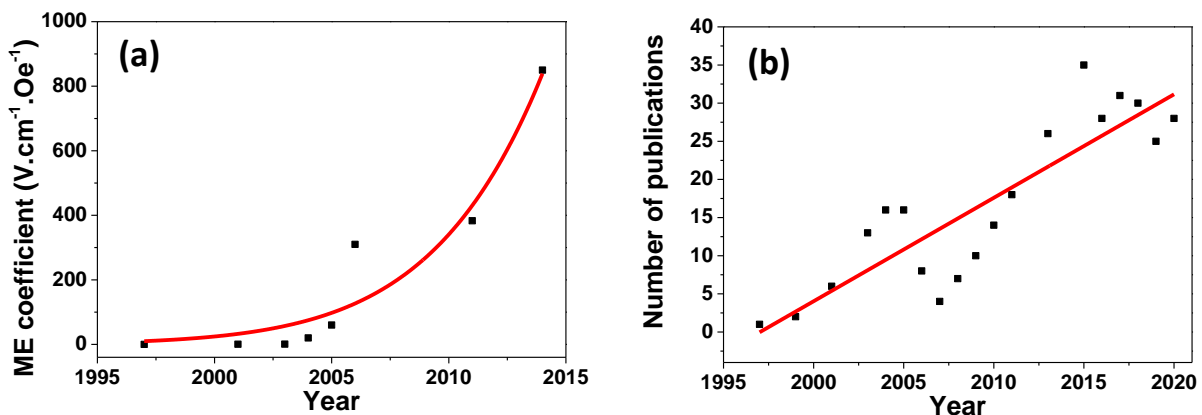 (a)
ME coefficient (V.cm-1.Oe-1)
1000
800
600
400
200
0
1995 2000 2005 2010 2015
Year
(b)
Number of publications
40
35
30
25
20
15
10
5
0
1995 2000 2005 2010 2015 2020
Year